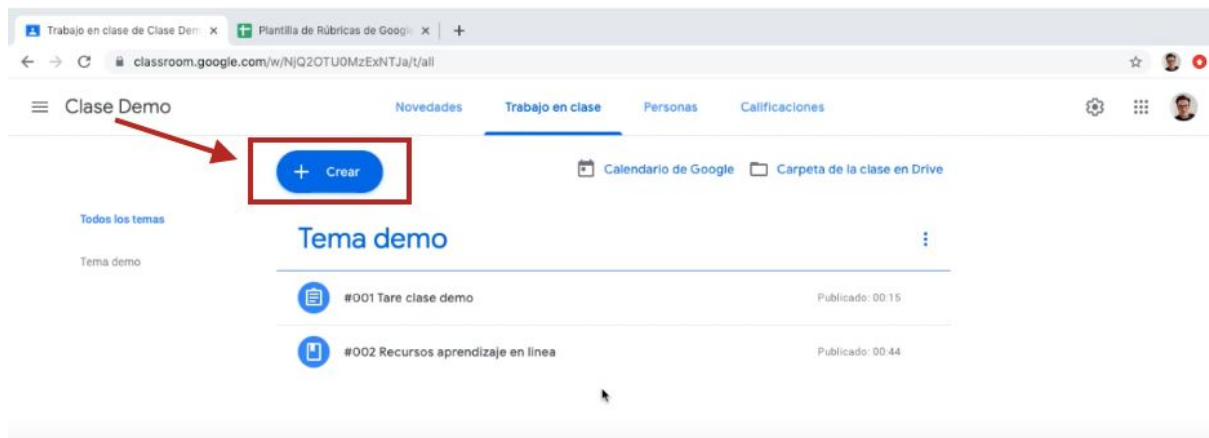 Trabajo en clase de Clase Dem
Plantilla de Rúbricas de Googl
classroom.google.com/w/NjQ2OTU0MzExNTJa/t/all
Clase Demo
Novedades
Trabajo en clase
Personas
Calificaciones
Crear
Calendario de Google
Carpeta de la clase en Drive
Todos los temas
Tema demo
Tema demo
#001 Tare clase demo
Publicado: 00:15
#002 Recursos aprendizaje en linea
Publicado: 00:44